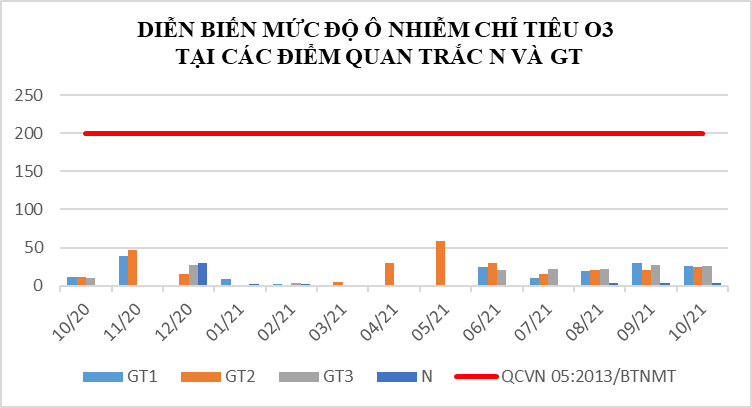 DIỄN BIẾN MỨC ĐỘ Ô NHIỄM CHỈ TIÊU O3
TẠI CÁC ĐIỂM QUAN TRẮC N VÀ GT
250
200
150
100
50
0
10/20 11/20 12/20 01/21 02/21 03/21 04/21 05/21 06/21 07/21 08/21 09/21 10/21
GT1 GT2 GT3 N QCVN 05:2013/BTNMT